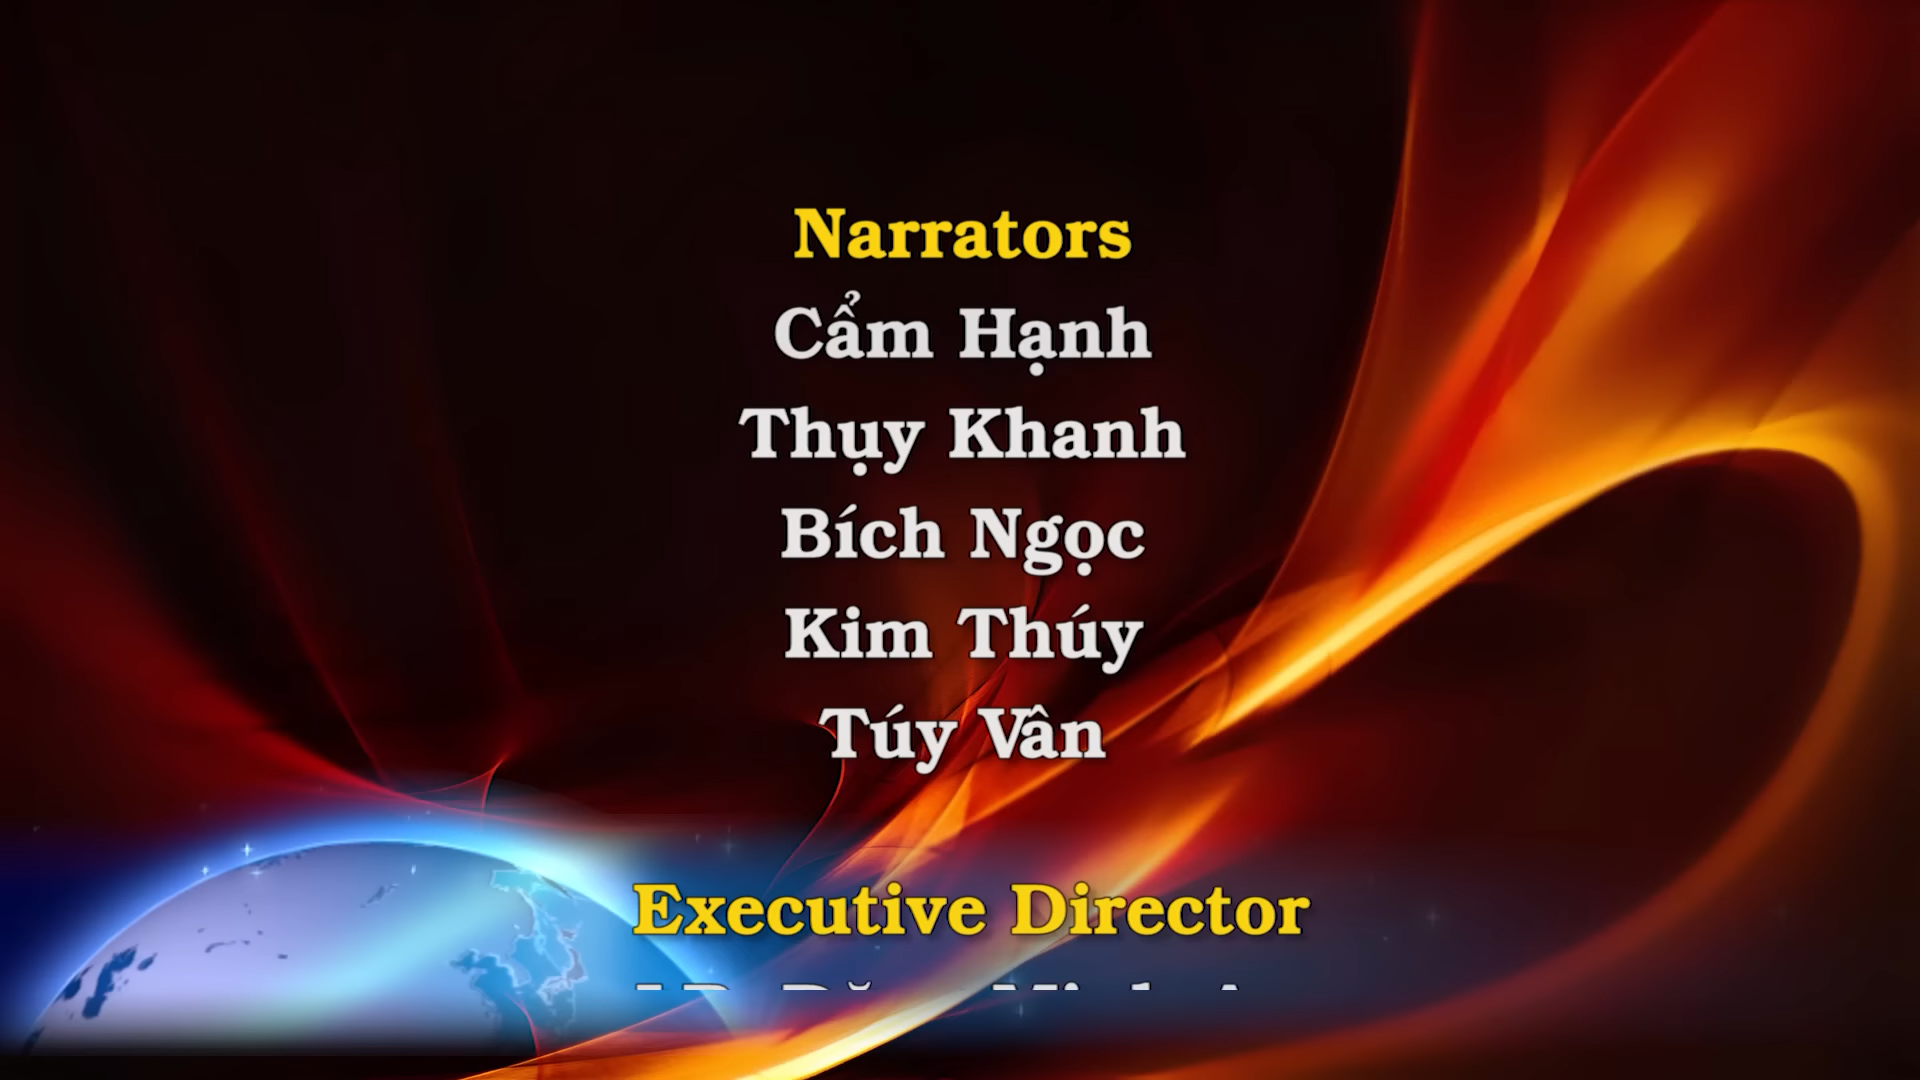 Narrators
Cẩm Hạnh
Thụy Khanh
Bích Ngọc
Kim Thúy
Túy Vân
Executive Director